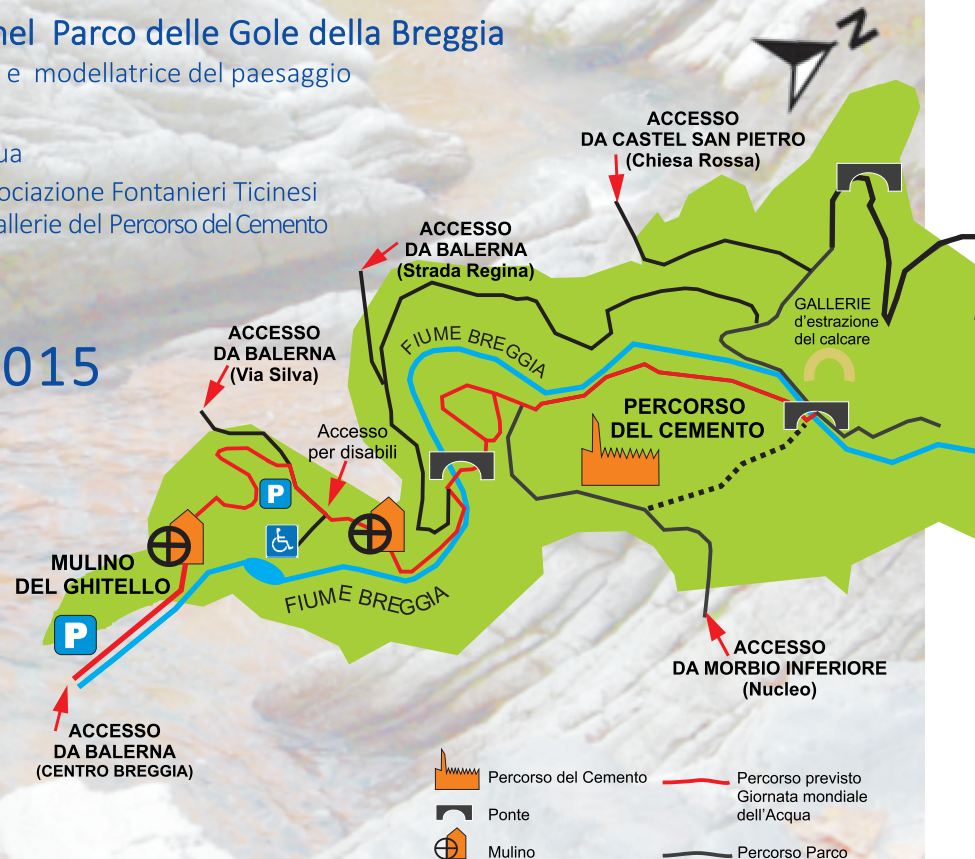 nel Parco delle Gole della Breggia
e modellatrice del paesaggio
ua
ociazione Fontanieri Ticinesi
allerie del Percorso del Cemento
2015
N
ACCESSO
DA CASTEL SAN PIETRO
(Chiesa Rossa)
ACCESSO
DA BALERNA
(Strada Regina)
GALLERIE
d'estrazione
del calcare
FIUME BREGGIA
ACCESSO
DA BALERNA
(Via Silva)
Accesso
per disabili
PERCORSO
DEL CEMENTO
P
MULINO
DEL GHITELLO
P
FIUME BREGGIA
ACCESSO
DA MORBIO INFERIORE
(Nucleo)
ACCESSO
DA BALERNA
(CENTRO BREGGIA)
Percorso del Cemento
Ponte
Mulino
Percorso previsto
Giornata mondiale
dell'Acqua
Percorso Parco